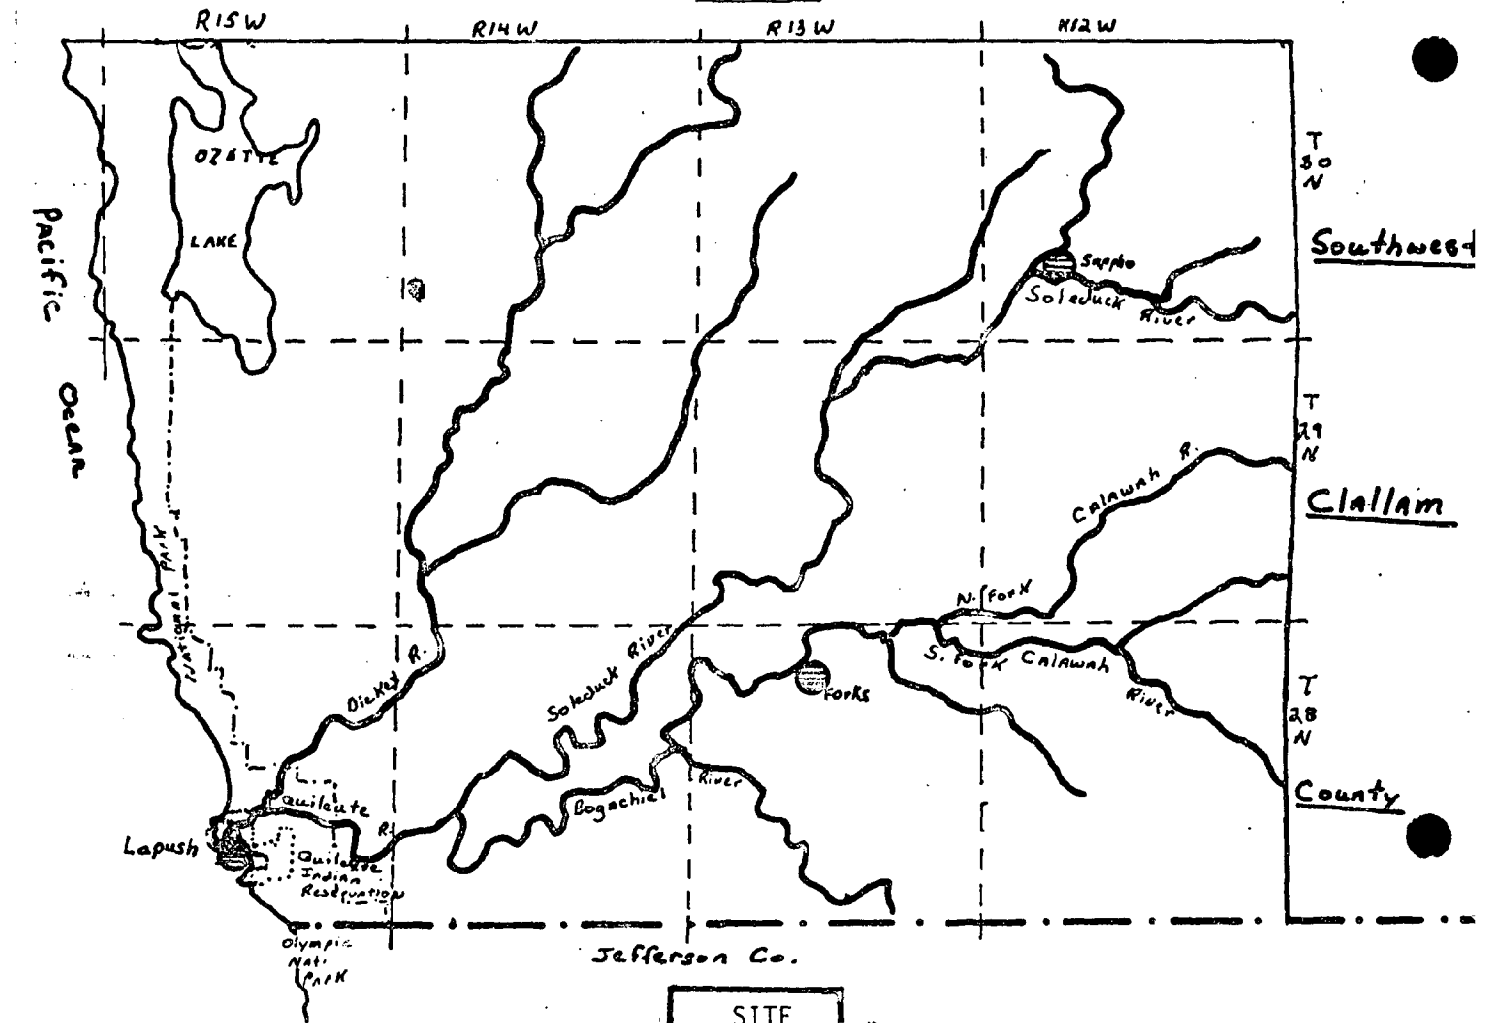 R15W R14W R13W R12W
T
30
N
OZETTE
LAKE
Pacific
Ocean
Southwest
Sappho
Soleduck
River
T
29
N
Calawah R.
Clallam
National Park
N. Fork
S. Fork Calawah
River
Dickey R.
Soleduck River
Forks
T
28
N
River
Bogachiel
County
Quileute
R.
Lapush
Quileute
Indian
Reservation
Olympic
Natl
Park
Jefferson Co.
SITE